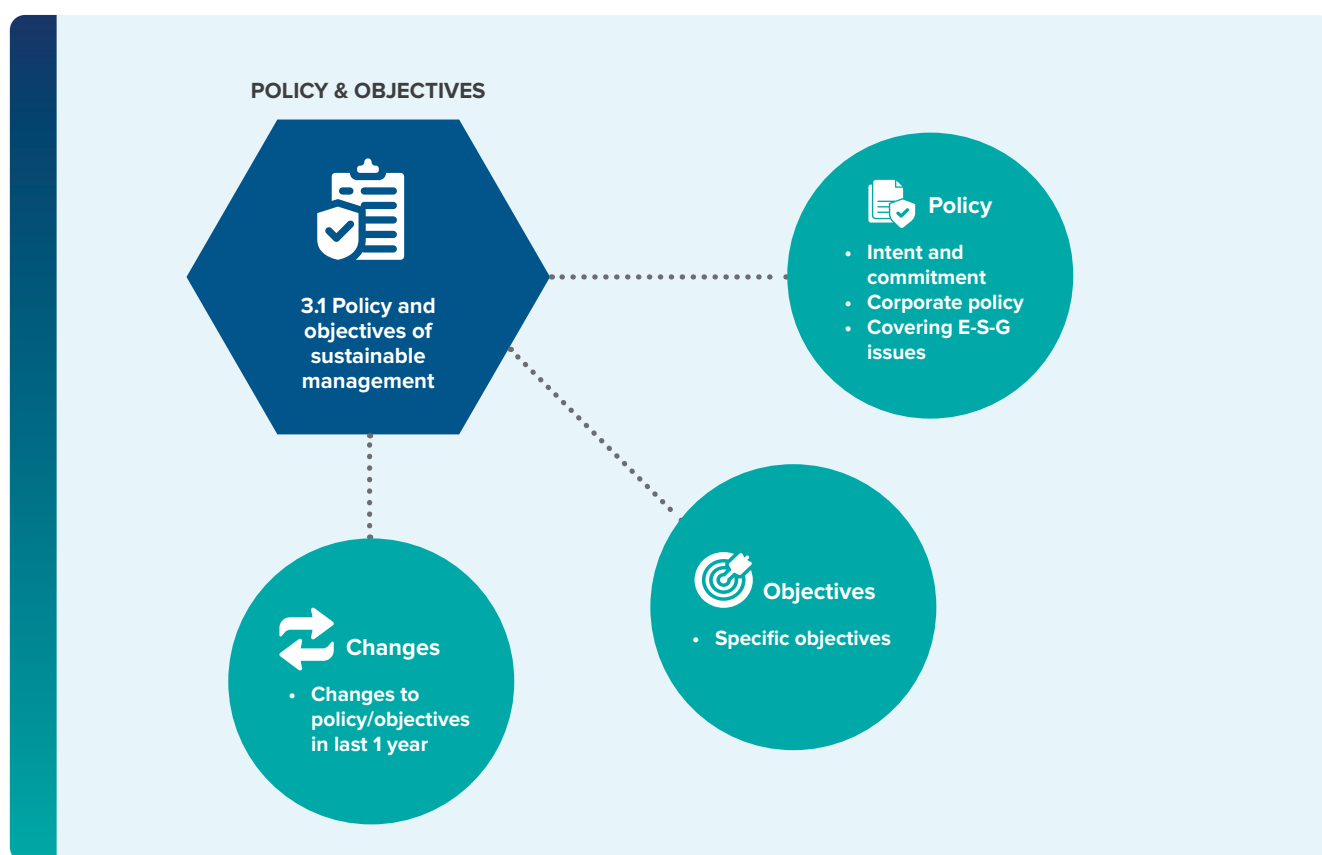 POLICY & OBJECTIVES
3.1 Policy and
objectives of
sustainable
management
Policy
• Intent and
commitment
• Corporate policy
• Covering E-S-G
issues
Objectives
• Specific objectives
Changes
• Changes to
policy/objectives
in last 1 year